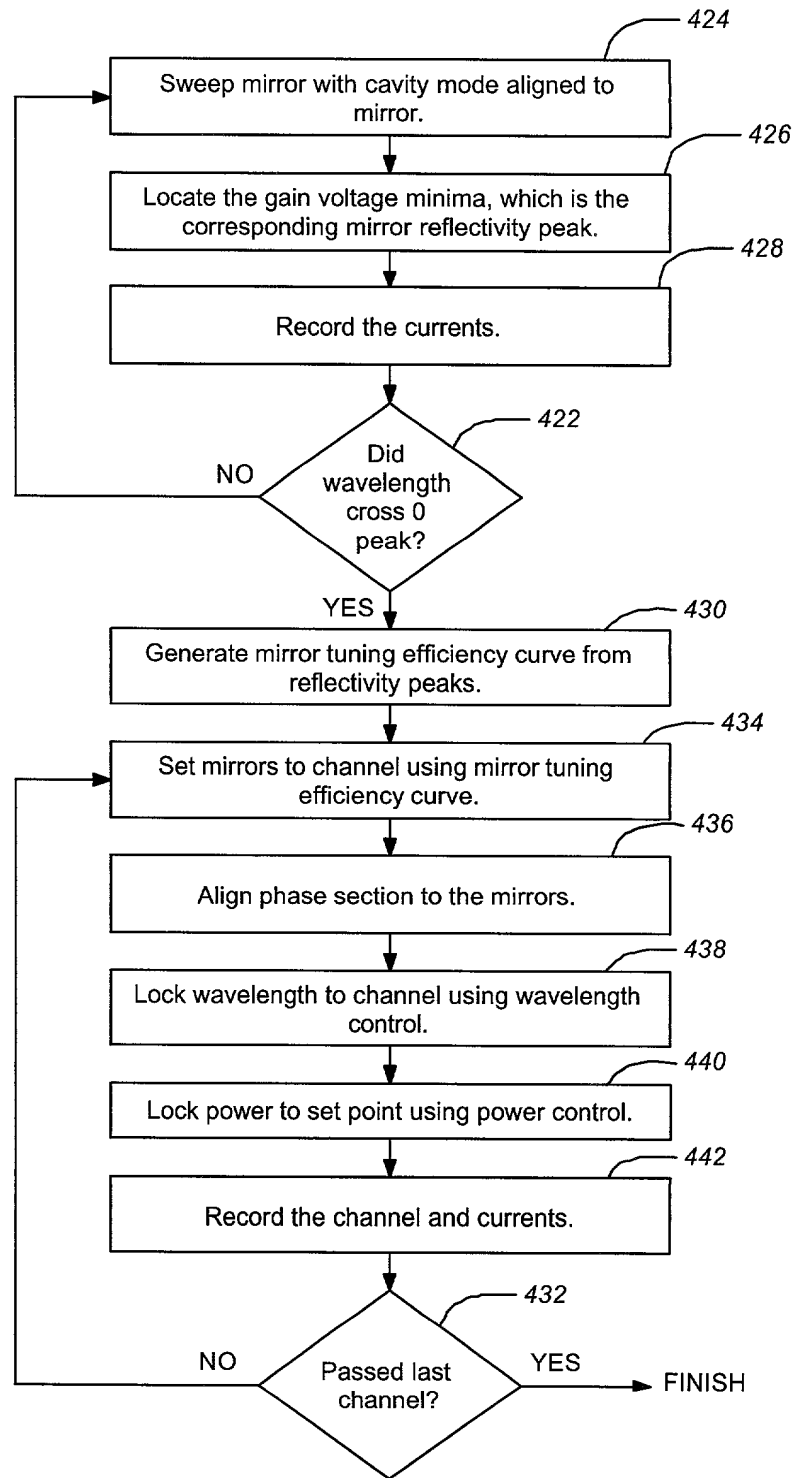 424
Sweep mirror with cavity mode aligned to
mirror.
426
Locate the gain voltage minima, which is the
corresponding mirror reflectivity peak.
428
Record the currents.
422
Did
wavelength
cross 0
peak?
NO
YES
430
Generate mirror tuning efficiency curve from
reflectivity peaks.
434
Set mirrors to channel using mirror tuning
efficiency curve.
436
Align phase section to the mirrors.
438
Lock wavelength to channel using wavelength
control.
440
Lock power to set point using power control.
442
Record the channel and currents.
432
NO
Passed last
channel?
YES
FINISH